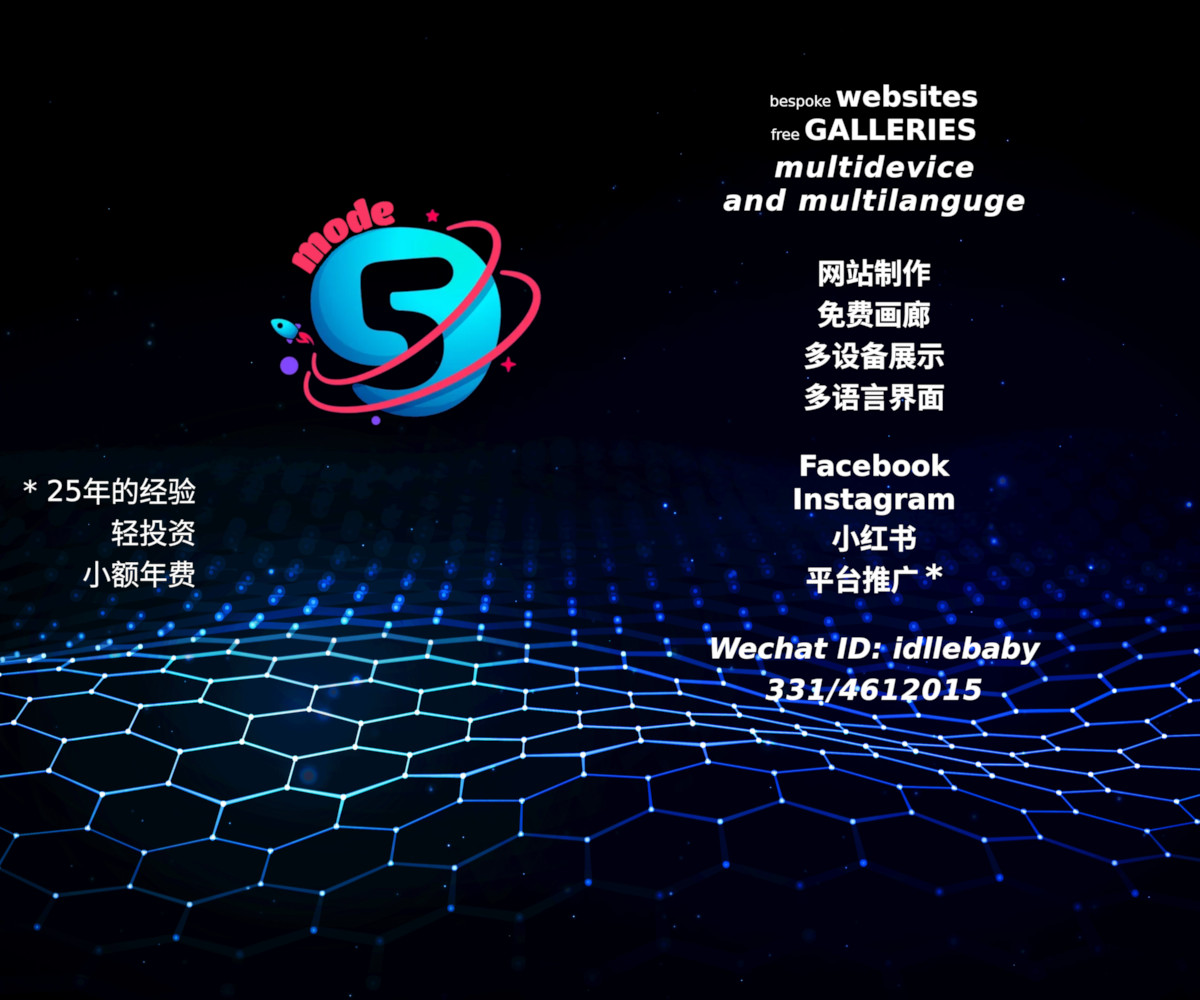 mode
5
bespoke websites
free GALLERIES
multidevice
and multilanguge
网站制作
免费画廊
多设备展示
多语言界面
Facebook
Instagram
小红书
平台推广 *
Wechat ID: idllebaby
331/4612015
* 25年的经验
轻投资
小额年费